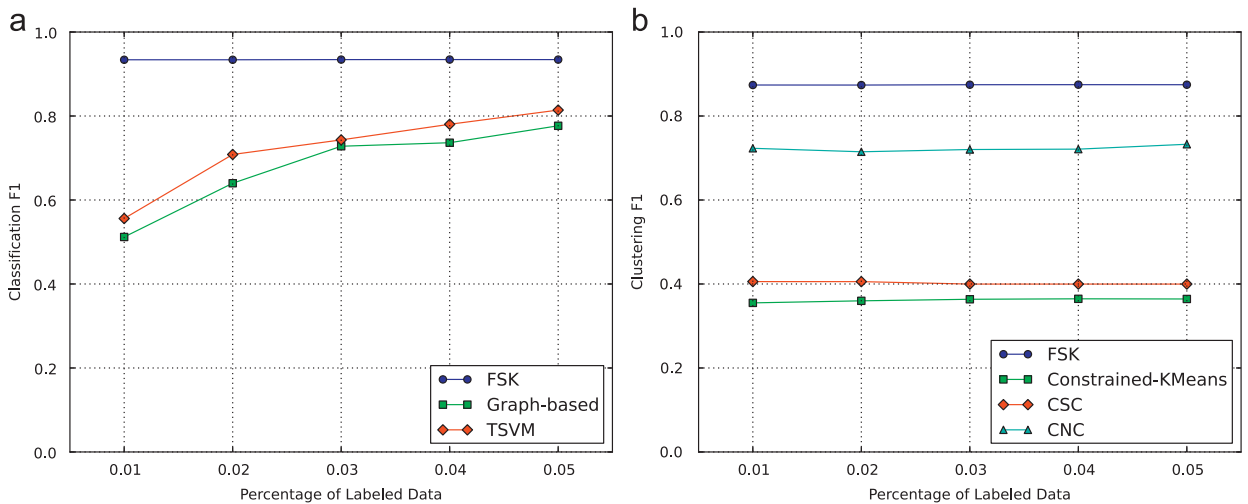 a
1.0
0.8
0.6
0.4
0.2
0.0
Classification F1
0.01 0.02 0.03 0.04 0.05
Percentage of Labeled Data
FSK
Graph-based
TSVM
b
1.0
0.8
0.6
0.4
0.2
0.0
Clustering F1
0.01 0.02 0.03 0.04 0.05
Percentage of Labeled Data
FSK
Constrained-KMeans
CSC
CNC